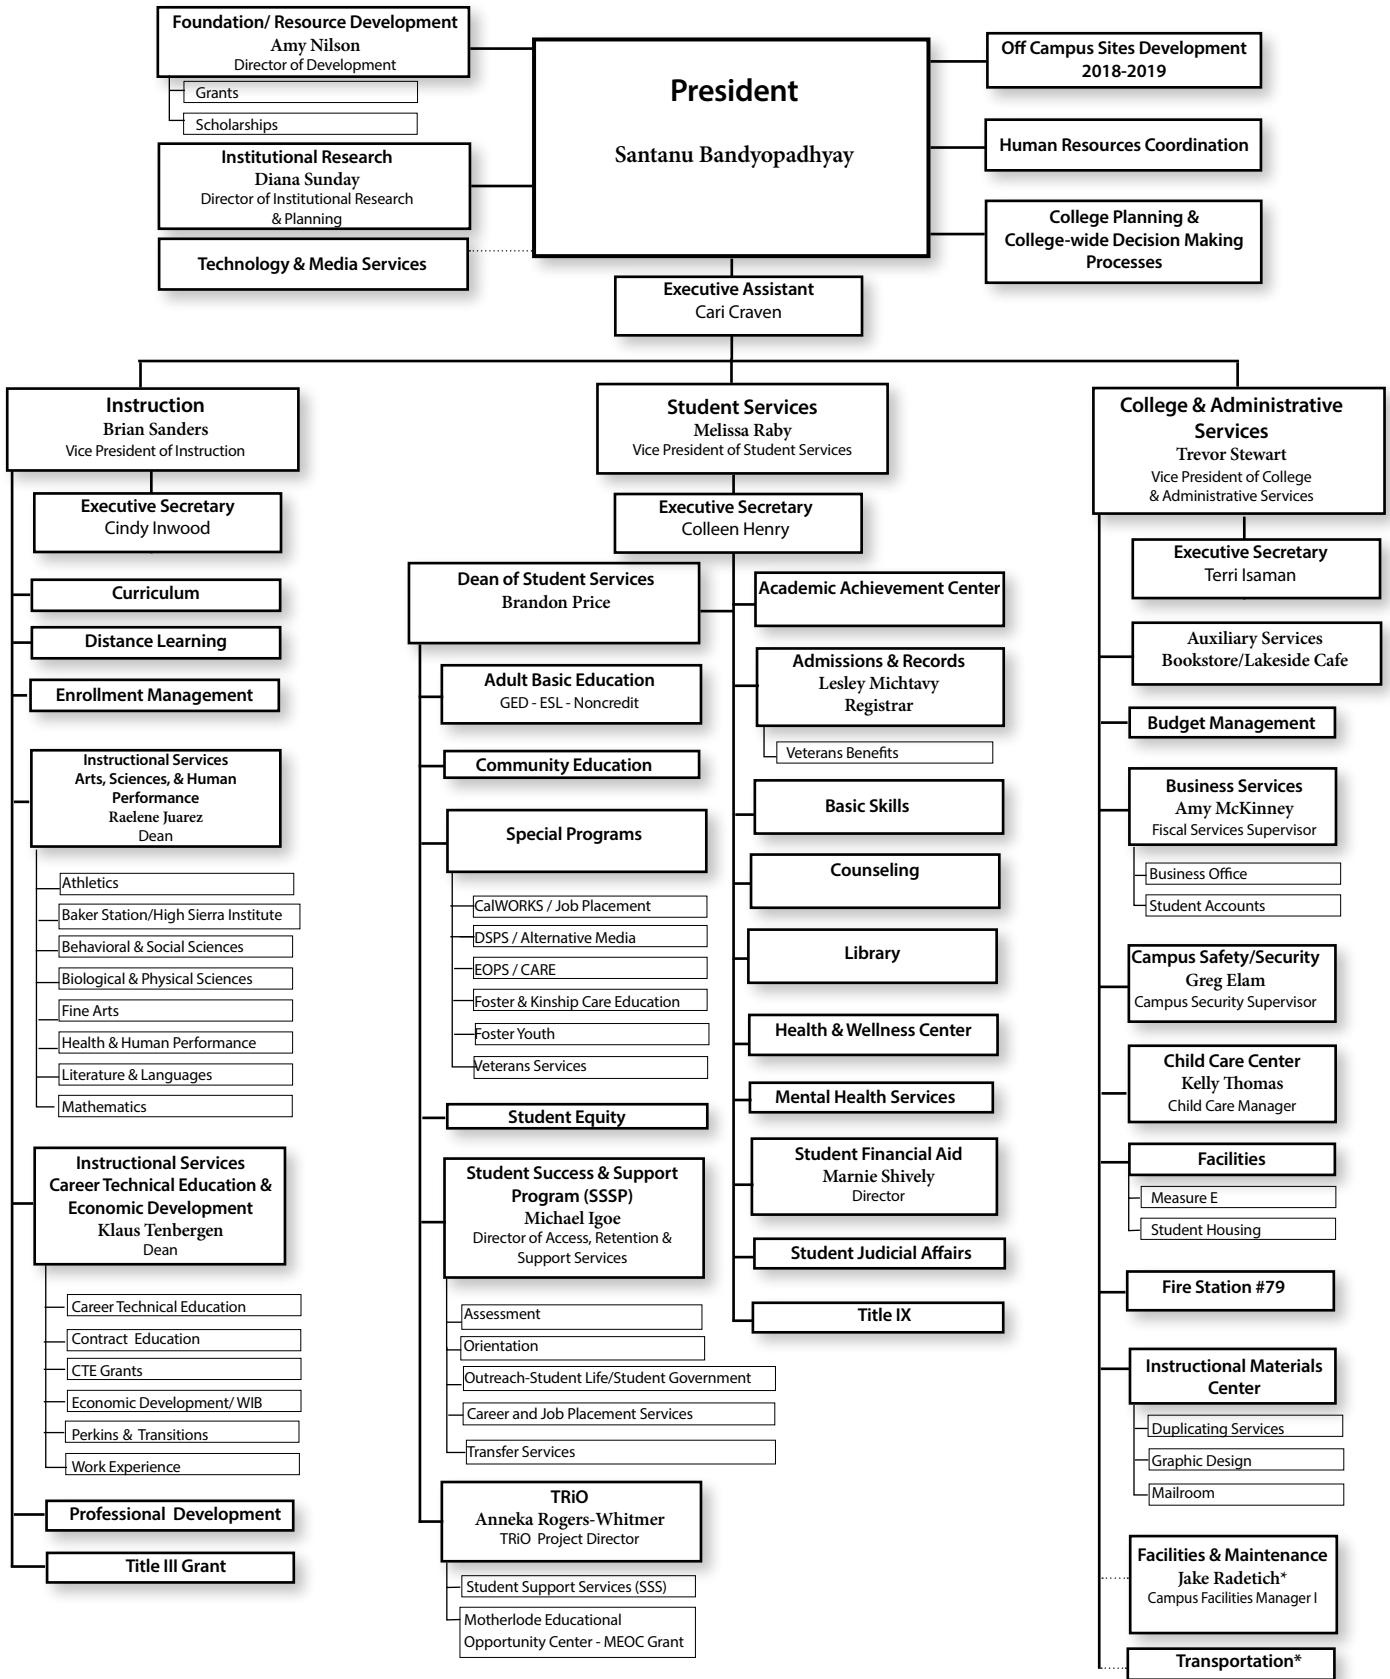 Foundation/ Resource Development
Amy Nilson
Director of Development
Grants
Scholarships
Institutional Research
Diana Sunday
Director of Institutional Research
& Planning
Technology & Media Services
President
Santanu Bandyopadhyay
Off Campus Sites Development
2018-2019
Human Resources Coordination
College Planning &
College-wide Decision Making
Processes
Executive Assistant
Cari Craven
Instruction
Brian Sanders
Vice President of Instruction
Executive Secretary
Cindy Inwood
Curriculum
Distance Learning
Enrollment Management
Instructional Services
Arts, Sciences, & Human
Performance
Raelene Juarez
Dean
Athletics
Baker Station/High Sierra Institute
Behavioral & Social Sciences
Biological & Physical Sciences
Fine Arts
Health & Human Performance
Literature & Languages
Mathematics
Instructional Services
Career Technical Education &
Economic Development
Klaus Tenbergen
Dean
Career Technical Education
Contract Education
CTE Grants
Economic Development/ WIB
Perkins & Transitions
Work Experience
Professional Development
Title III Grant
Student Services
Melissa Raby
Vice President of Student Services
Executive Secretary
Colleen Henry
Dean of Student Services
Brandon Price
Adult Basic Education
GED - ESL - Noncredit
Community Education
Special Programs
CalWORKS / Job Placement
DSPS / Alternative Media
EOPS / CARE
Foster & Kinship Care Education
Foster Youth
Veterans Services
Student Equity
Student Success & Support
Program (SSSP)
Michael Igoe
Director of Access, Retention &
Support Services
Assessment
Orientation
Outreach-Student Life/Student Government
Career and Job Placement Services
Transfer Services
TRiO
Anneka Rogers-Whitmer
TRiO Project Director
Student Support Services (SSS)
Motherlode Educational
Opportunity Center - MEOC Grant
Academic Achievement Center
Admissions & Records
Lesley Michtavy
Registrar
Veterans Benefits
Basic Skills
Counseling
Library
Health & Wellness Center
Mental Health Services
Student Financial Aid
Marnie Shively
Director
Student Judicial Affairs
Title IX
College & Administrative
Services
Trevor Stewart
Vice President of College
& Administrative Services
Executive Secretary
Terri Isaman
Auxiliary Services
Bookstore/Lakeside Cafe
Budget Management
Business Services
Amy McKinney
Fiscal Services Supervisor
Business Office
Student Accounts
Campus Safety/Security
Greg Elam
Campus Security Supervisor
Child Care Center
Kelly Thomas
Child Care Manager
Facilities
Measure E
Student Housing
Fire Station #79
Instructional Materials
Center
Duplicating Services
Graphic Design
Mailroom
Facilities & Maintenance
Jake Radetich*
Campus Facilities Manager I
Transportation*